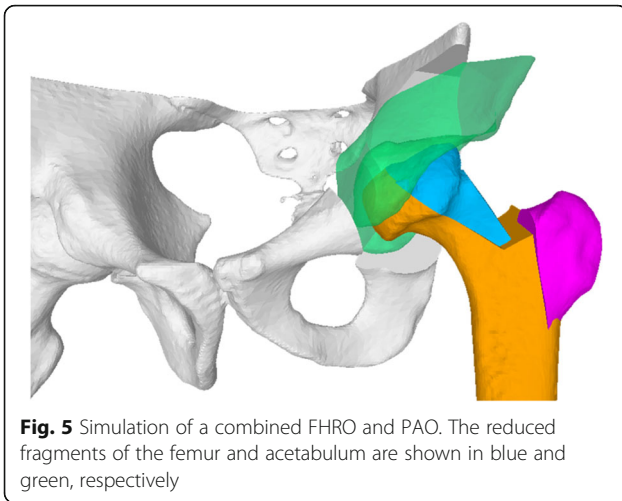 Fig. 5 Simulation of a combined FHRO and PAO. The reduced
fragments of the femur and acetabulum are shown in blue and
green, respectively